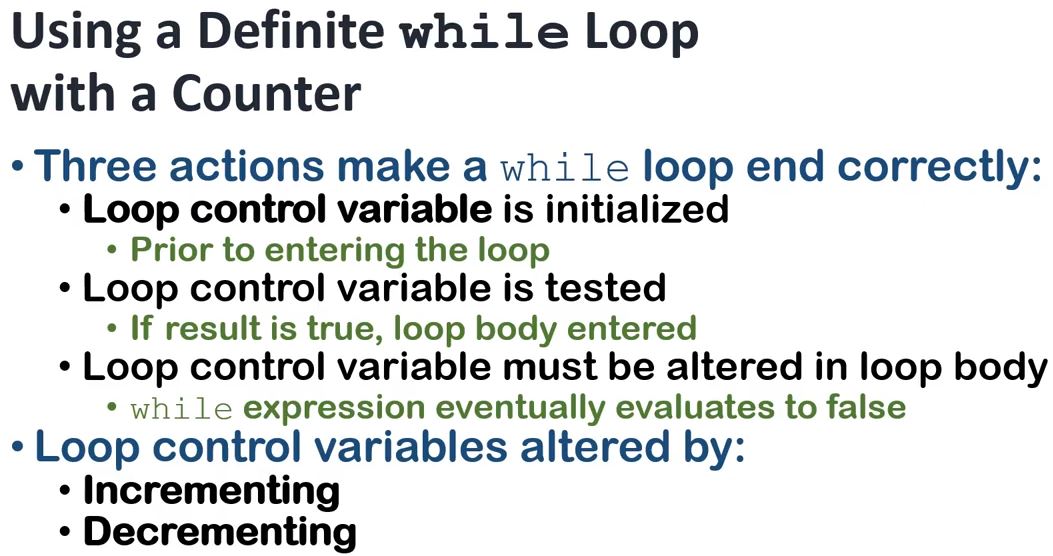 Using a Definite while Loop
with a Counter
• Three actions make a while loop end correctly:
• Loop control variable is initialized
• Prior to entering the loop
• Loop control variable is tested
• If result is true, loop body entered
• Loop control variable must be altered in loop body
• while expression eventually evaluates to false
• Loop control variables altered by:
• Incrementing
• Decrementing